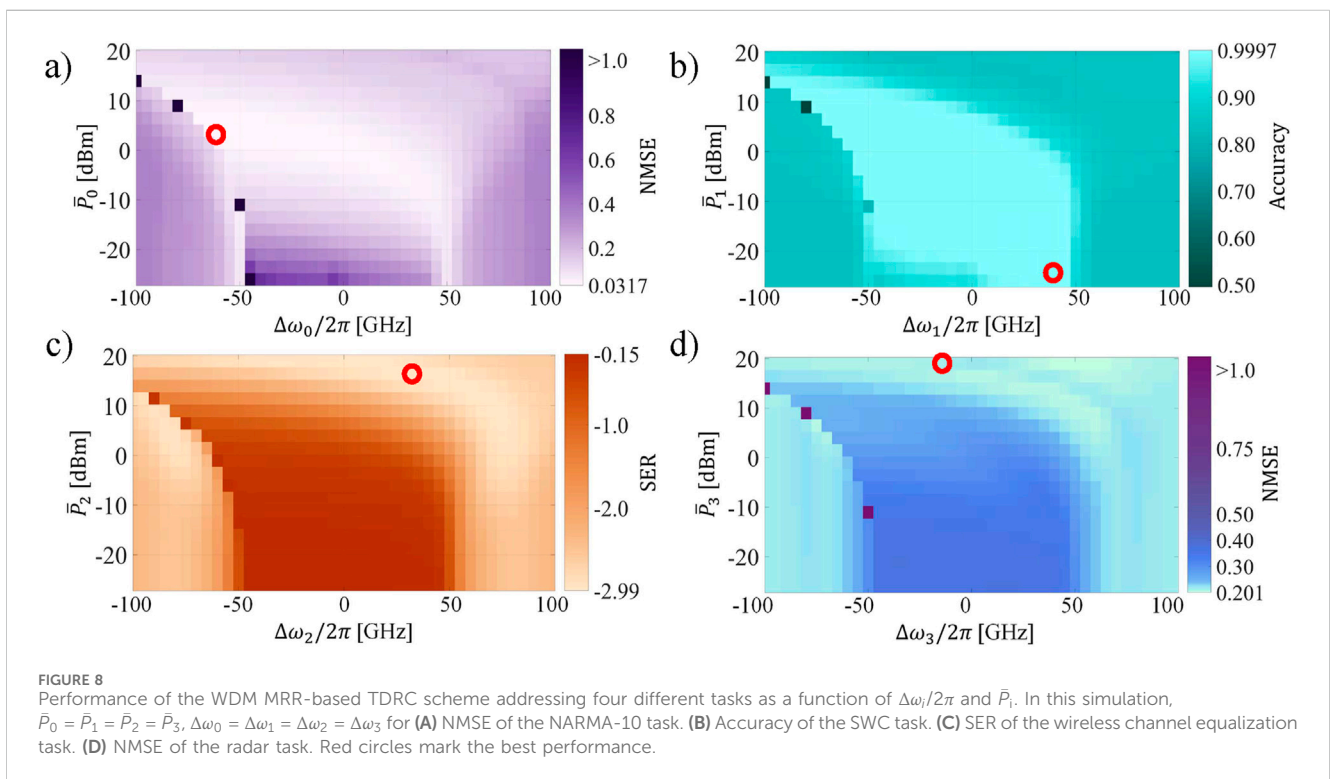 a)
20
10
0
-10
-20
P̄₀ [dBm]
-100 -50 0 50 100
Δω₀/2π [GHz]
>1.0
0.8
0.6
0.4
0.2
0.0317
NMSE
b)
20
10
0
-10
-20
P̄₁ [dBm]
-100 -50 0 50 100
Δω₁/2π [GHz]
0.9997
0.90
0.80
0.70
0.60
0.50
Accuracy
c)
20
10
0
-10
-20
P̄₂ [dBm]
-100 -50 0 50 100
Δω₂/2π [GHz]
-0.15
-1.0
-2.0
-2.99
SER
d)
20
10
0
-10
-20
P̄₃ [dBm]
-100 -50 0 50 100
Δω₃/2π [GHz]
>1.0
0.75
0.50
0.40
0.30
0.201
NMSE
FIGURE 8
Performance of the WDM MRR-based TDRC scheme addressing four different tasks as a function of Δωᵢ/2π and P̄ᵢ. In this simulation,
P̄₀ = P̄₁ = P̄₂ = P̄₃, Δω₀ = Δω₁ = Δω₂ = Δω₃ for (A) NMSE of the NARMA-10 task. (B) Accuracy of the SWC task. (C) SER of the wireless channel equalization
task. (D) NMSE of the radar task. Red circles mark the best performance.